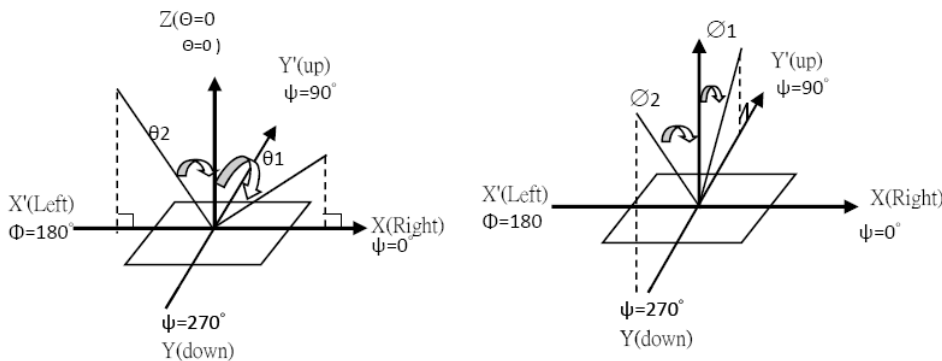 Z(Θ=0
Θ=0 )
Y'(up)
ψ=90°
θ2
θ1
X'(Left)
Φ=180°
X(Right)
ψ=0°
ψ=270°
Y(down)
∅1
Y'(up)
ψ=90°
∅2
X'(Left)
Φ=180
X(Right)
ψ=0°
ψ=270°
Y(down)